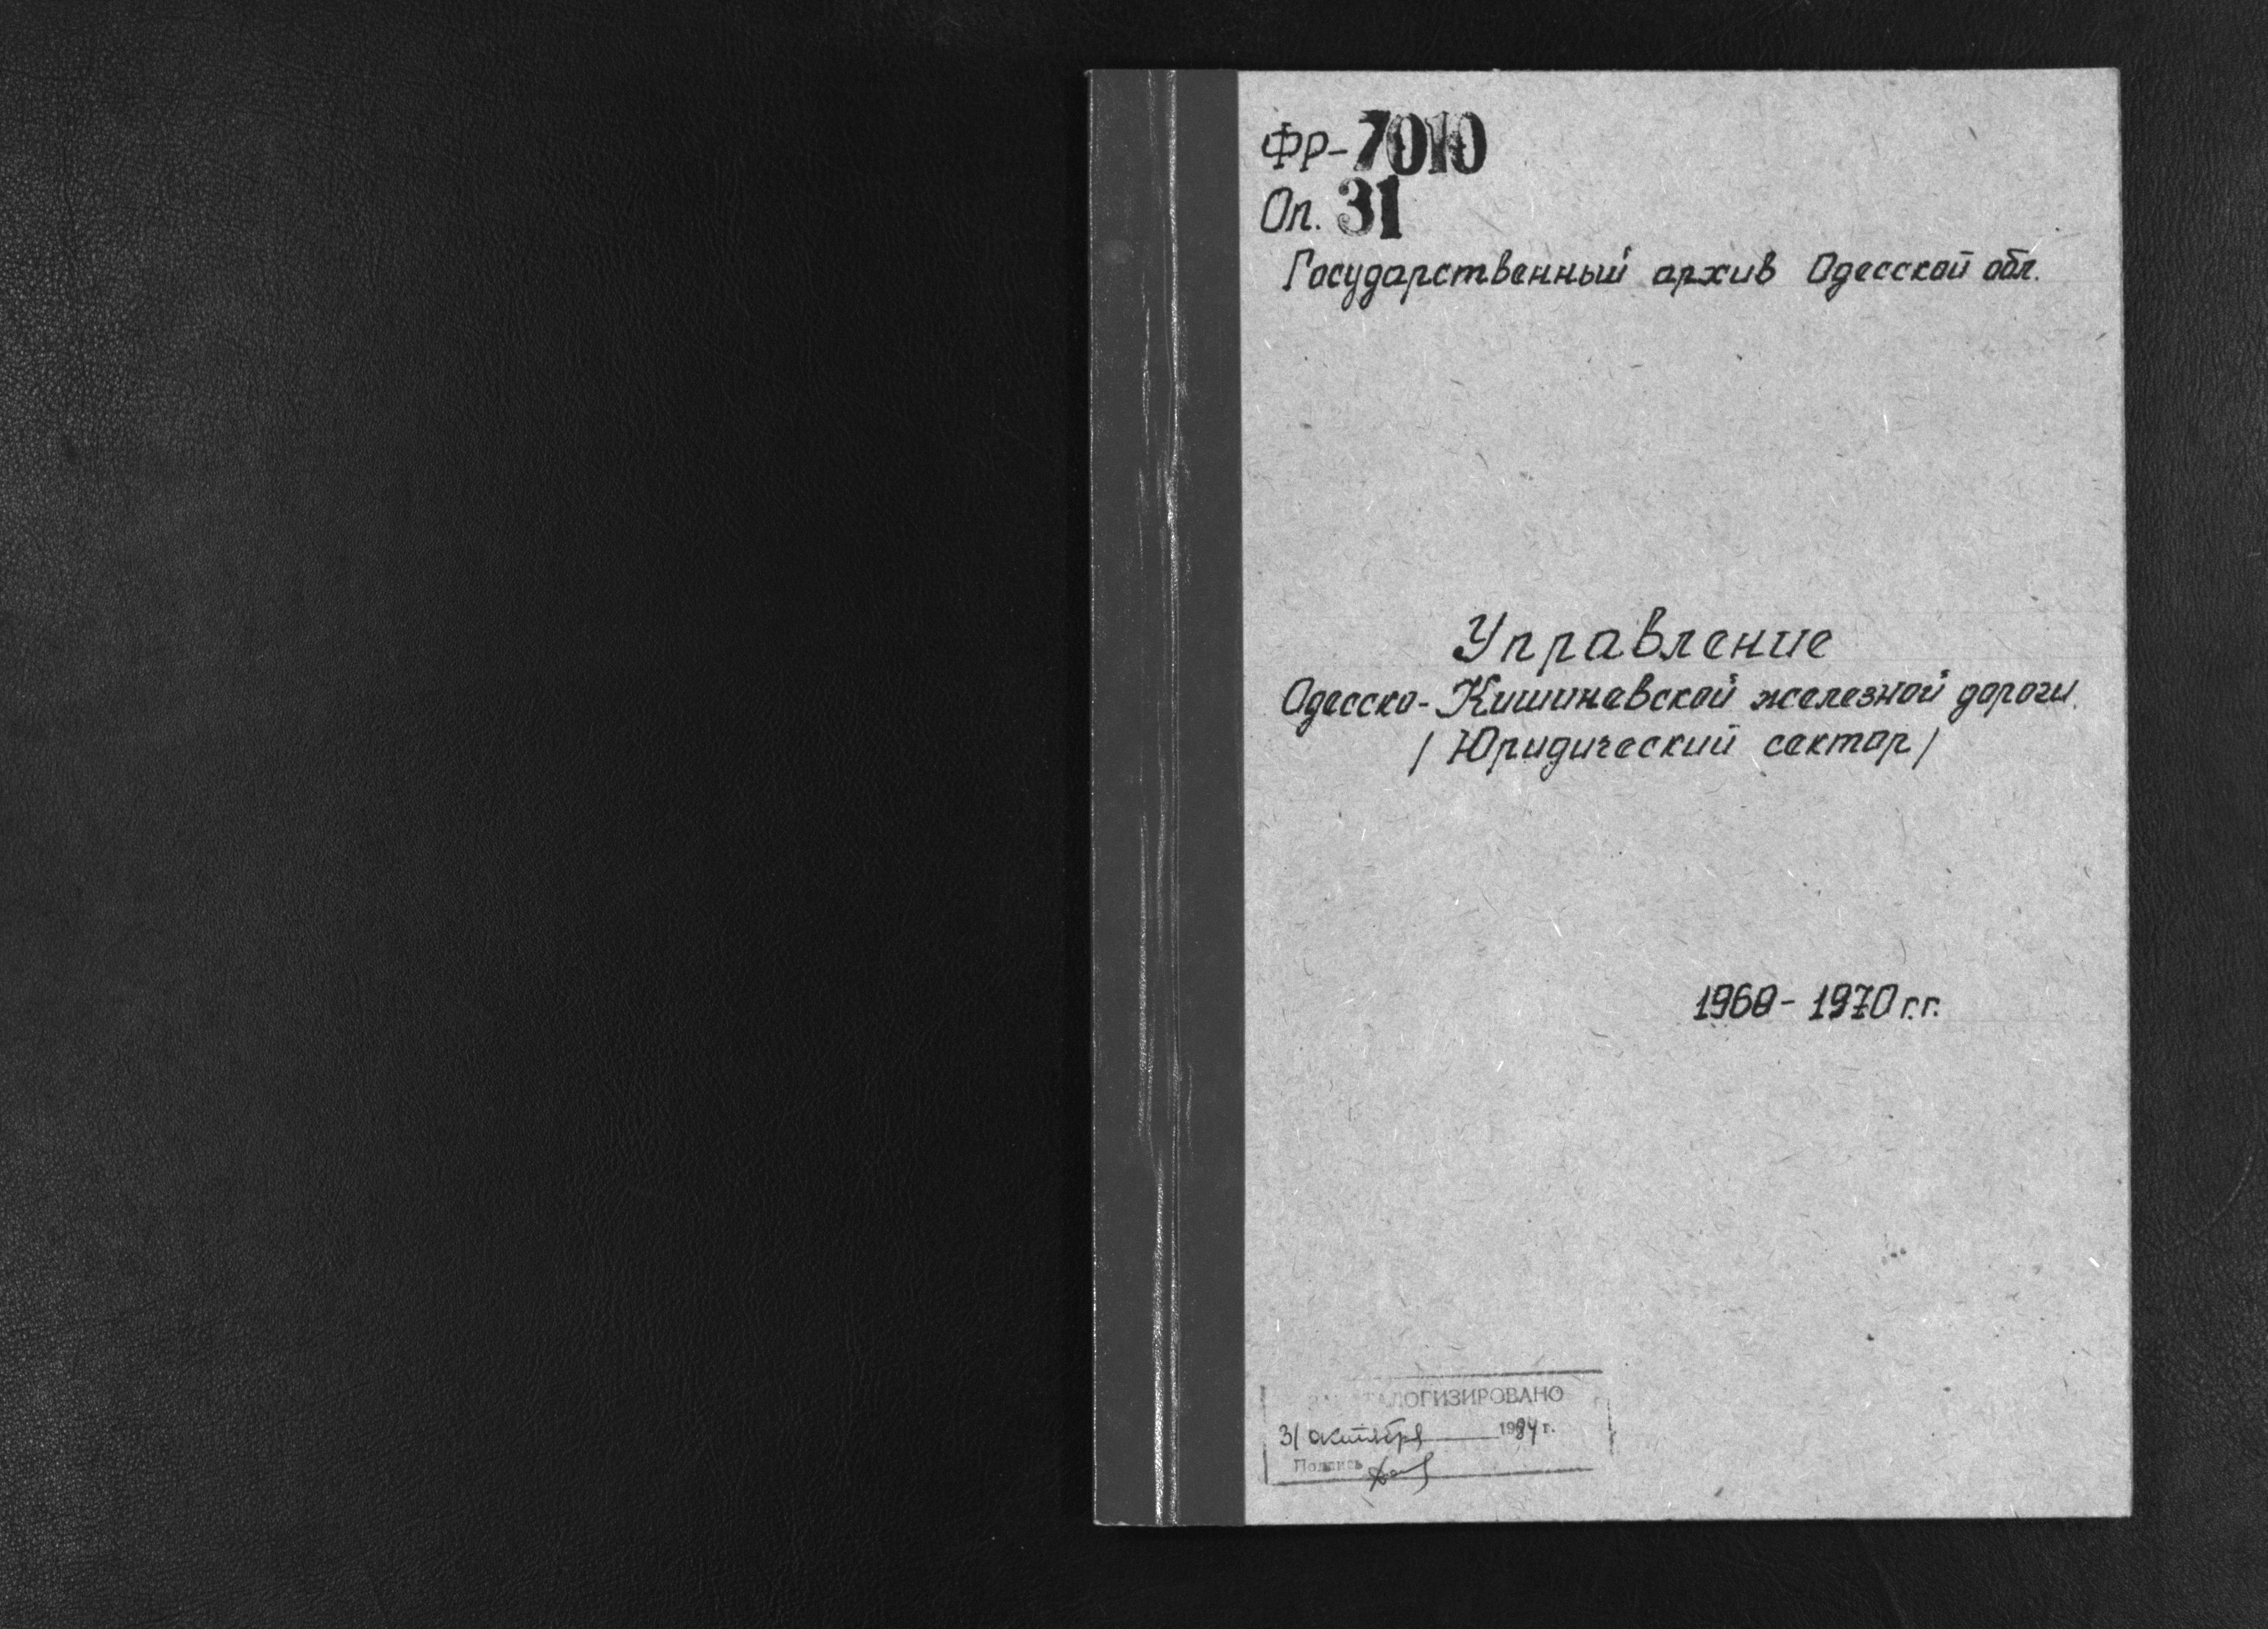 Фр-7010
Оп. 31
Государственный архив Одесской обл.
Управление
Одесско-Кишиневской железной дороги.
/ Юридический сектор /
1960-1970 г.г.
ЗАКАТАЛОГИЗИРОВАНО
31 октября 1984 г.
Подпись